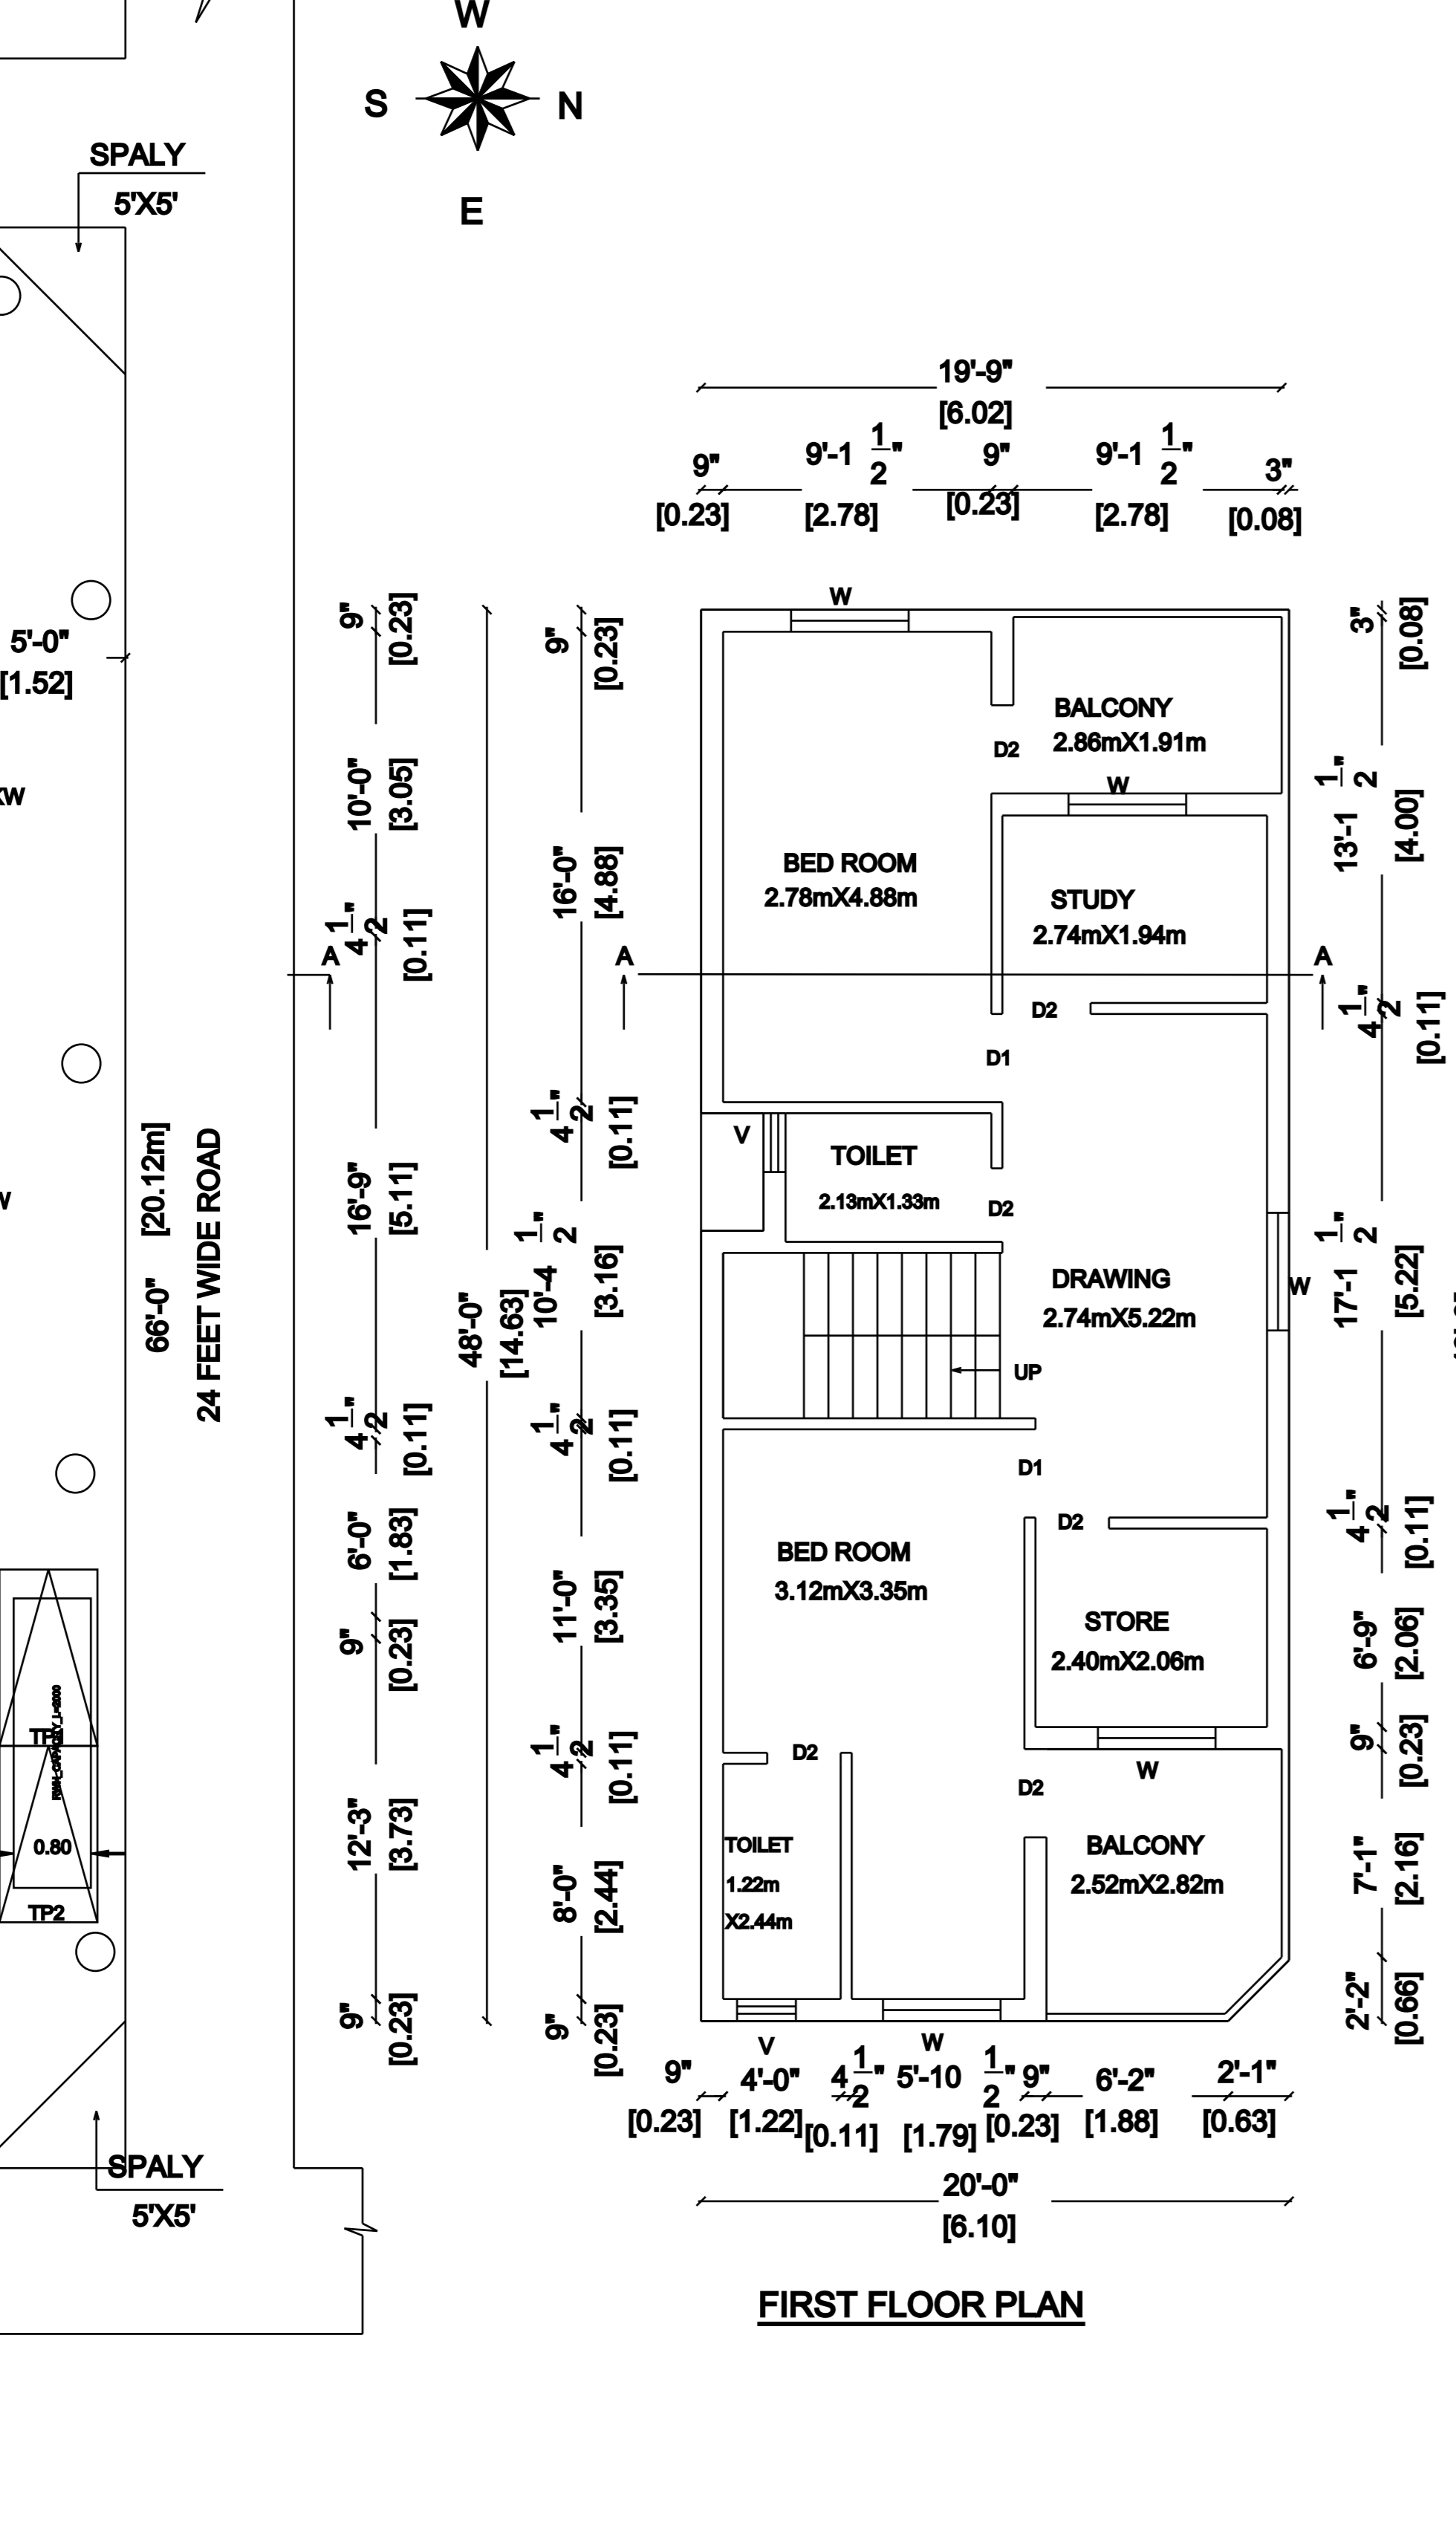 W
S
N
E
SPALY
5'X5'
5'-0"
[1.52]
66'-0"
[20.12m]
24 FEET WIDE ROAD
TP1
0.80
TP2
SPALY
5'X5'
19'-9"
[6.02]
9"
9'-1 1/2"
9"
9'-1 1/2"
3"
[0.23]
[2.78]
[0.23]
[2.78]
[0.08]
9"
[0.23]
10'-0"
[3.05]
4 1/2"
[0.11]
16'-9"
[5.11]
4 1/2"
[0.11]
6'-0"
[1.83]
9"
[0.23]
12'-3"
[3.73]
9"
[0.23]
48'-0"
[14.63]
9"
[0.23]
16'-0"
[4.88]
4 1/2"
[0.11]
10'-4 1/2"
[3.16]
4 1/2"
[0.11]
11'-0"
[3.35]
4 1/2"
[0.11]
8'-0"
[2.44]
9"
[0.23]
A
A
A
W
BALCONY
2.86mX1.91m
D2
W
BED ROOM
2.78mX4.88m
STUDY
2.74mX1.94m
D2
D1
V
TOILET
2.13mX1.33m
D2
DRAWING
2.74mX5.22m
W
UP
D1
D2
BED ROOM
3.12mX3.35m
STORE
2.40mX2.06m
D2
W
D2
TOILET
1.22m
X2.44m
BALCONY
2.52mX2.82m
V
W
3"
[0.08]
13'-1 1/2"
[4.00]
4 1/2"
[0.11]
17'-1 1/2"
[5.22]
4 1/2"
[0.11]
6'-9"
[2.06]
9"
[0.23]
7'-1"
[2.16]
2'-2"
[0.66]
9"
4'-0"
4 1/2"
5'-10 1/2"
9"
6'-2"
2'-1"
[0.23]
[1.22]
[0.11]
[1.79]
[0.23]
[1.88]
[0.63]
20'-0"
[6.10]
FIRST FLOOR PLAN